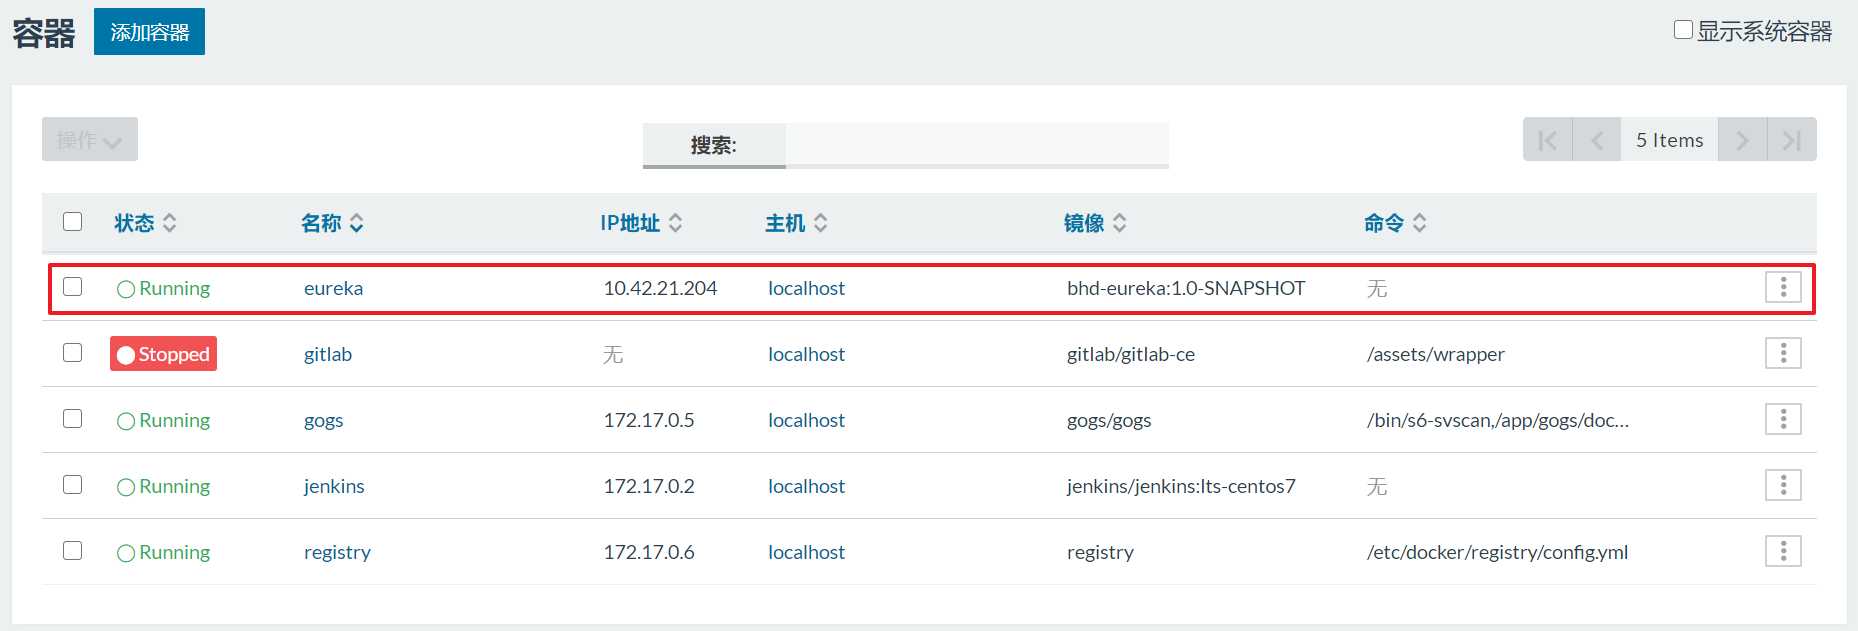 容器 添加容器 显示系统容器
操作 搜索: 5 Items
状态 名称 IP地址 主机 镜像 命令
Running eureka 10.42.21.204 localhost bhd-eureka:1.0-SNAPSHOT 无
Stopped gitlab 无 localhost gitlab/gitlab-ce /assets/wrapper
Running gogs 172.17.0.5 localhost gogs/gogs /bin/s6-svscan,/app/gogs/doc...
Running jenkins 172.17.0.2 localhost jenkins/jenkins:lts-centos7 无
Running registry 172.17.0.6 localhost registry /etc/docker/registry/config.yml